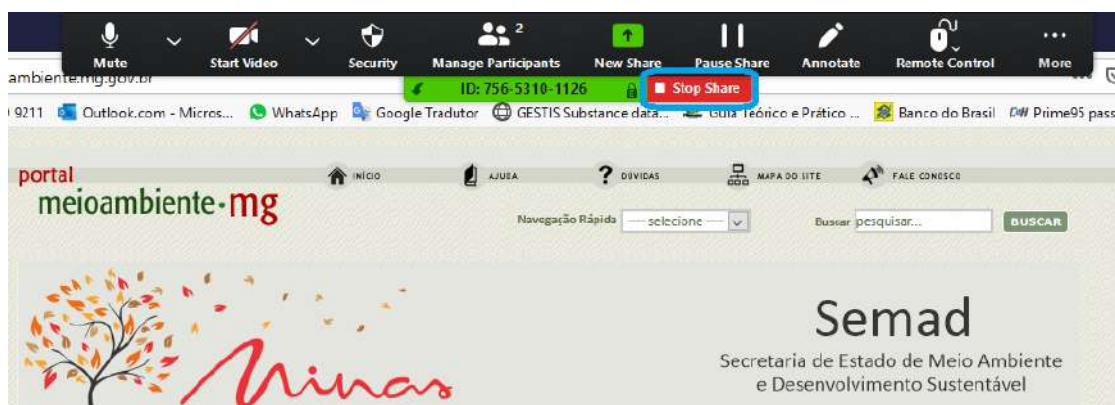 2
Mute Start Video Security Manage Participants New Share Pause Share Annotate Remote Control More
ambiente.mg.gov.br
ID: 756-5310-1126 Stop Share
9211 Outlook.com - Micros... WhatsApp Google Tradutor GESTIS Substance data... Guia Teórico e Prático ... Banco do Brasil Prime95 pass
portal
meioambiente·mg
INÍCIO AJUDA ? DÚVIDAS MAPA DO SITE FALE CONOSCO
Navegação Rápida ---- selecione ---- Buscar pesquisar... BUSCAR
Semad
Secretaria de Estado de Meio Ambiente
e Desenvolvimento Sustentável
Minas